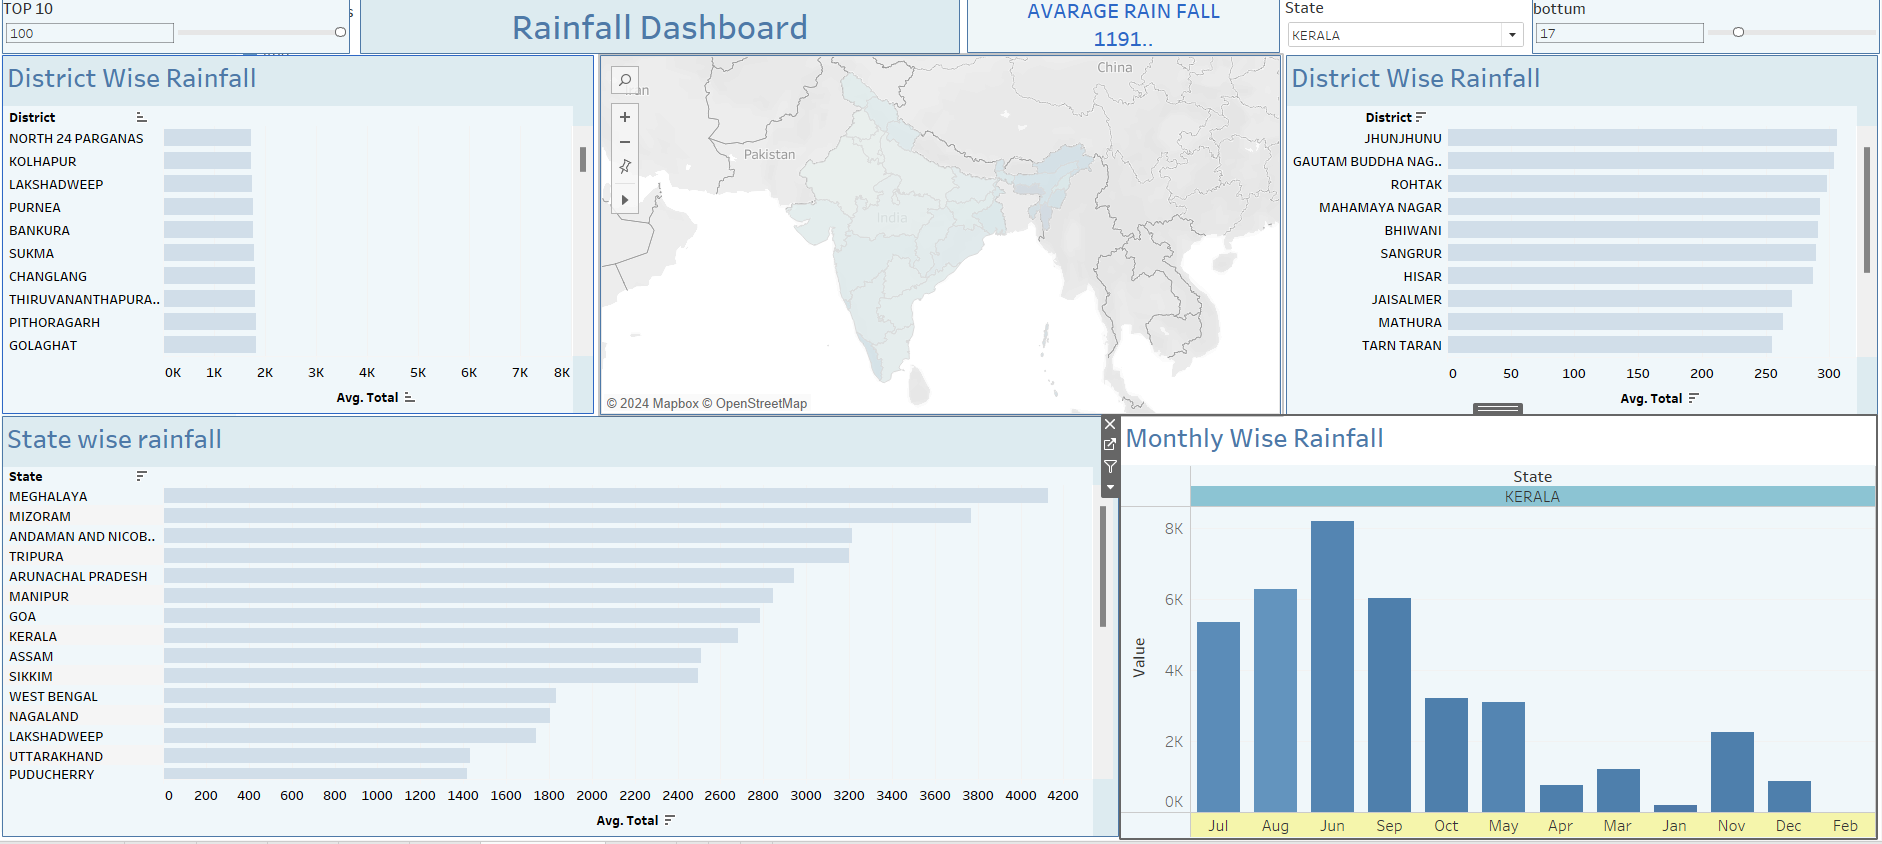 TOP 10
100
Rainfall Dashboard
AVARAGE RAIN FALL
1191..
State
KERALA
bottum
17
District Wise Rainfall
District
NORTH 24 PARGANAS
KOLHAPUR
LAKSHADWEEP
PURNEA
BANKURA
SUKMA
CHANGLANG
THIRUVANANTHAPURA..
PITHORAGARH
GOLAGHAT
0K 1K 2K 3K 4K 5K 6K 7K 8K
Avg. Total
China
Pakistan
India
© 2024 Mapbox © OpenStreetMap
District Wise Rainfall
District
JHUNJHUNU
GAUTAM BUDDHA NAG..
ROHTAK
MAHAMAYA NAGAR
BHIWANI
SANGRUR
HISAR
JAISALMER
MATHURA
TARN TARAN
0 50 100 150 200 250 300
Avg. Total
State wise rainfall
State
MEGHALAYA
MIZORAM
ANDAMAN AND NICOB..
TRIPURA
ARUNACHAL PRADESH
MANIPUR
GOA
KERALA
ASSAM
SIKKIM
WEST BENGAL
NAGALAND
LAKSHADWEEP
UTTARAKHAND
PUDUCHERRY
0 200 400 600 800 1000 1200 1400 1600 1800 2000 2200 2400 2600 2800 3000 3200 3400 3600 3800 4000 4200
Avg. Total
Monthly Wise Rainfall
State
KERALA
8K
6K
4K
2K
0K
Value
Jul Aug Jun Sep Oct May Apr Mar Jan Nov Dec Feb